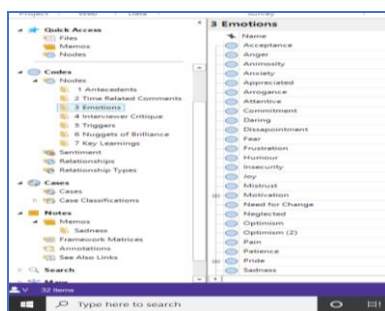 Quick Access
Files
Memos
Nodes
Codes
Nodes
1 Antecedents
2 Time Related Comments
3 Emotions
4 Interviewer Critique
5 Triggers
6 Nuggets of Brilliance
7 Key Learnings
Sentiment
Relationships
Relationship Types
Cases
Cases
Case Classifications
Notes
Memos
Sadness
Framework Matrices
Annotations
See Also Links
Search
Maps
V 32 Items
Type here to search
3 Emotions
Name
Acceptance
Anger
Animosity
Anxiety
Appreciated
Arrogance
Attentive
Commitment
Daring
Dissapointment
Fear
Frustration
Humour
Insecurity
Joy
Mistrust
Motivation
Need for Change
Neglected
Optimism
Optimism (2)
Pain
Patience
Pride
Sadness